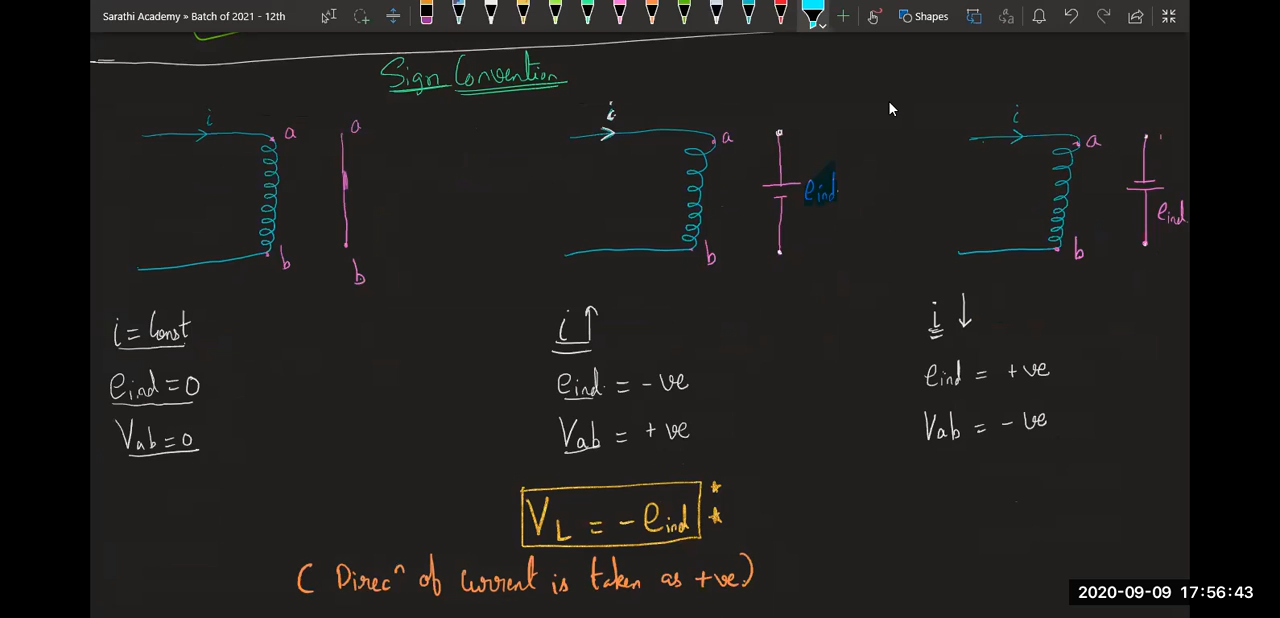 Sarathi Academy » Batch of 2021 - 12th
Shapes
Sign Convention
i
a
a
b
b
i
a
b
eind
i
a
b
eind
i = Const
eind = 0
Vab = 0
i ↑
eind = - ve
Vab = + ve
i ↓
eind = + ve
Vab = - ve
VL = - eind **
( Direcⁿ of current is taken as +ve)
2020-09-09 17:56:43